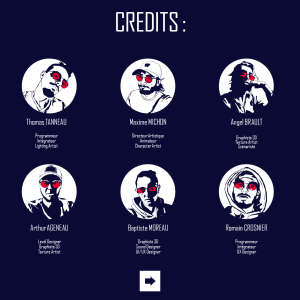 CREDITS :
Thomas TANNEAU
Programmeur
Intégrateur
Lighting Artist
Maxime MICHON
Directeur Artistique
Animateur
Character Artist
Angel BRAULT
Graphiste 3D
Texture Artist
Scénariste
Arthur AGENEAU
Level Designer
Graphiste 3D
Texture Artist
Baptiste MOREAU
Graphiste 3D
Sound Designer
UI/UX Designer
Romain CROSNIER
Programmeur
Intégrateur
UX Designer